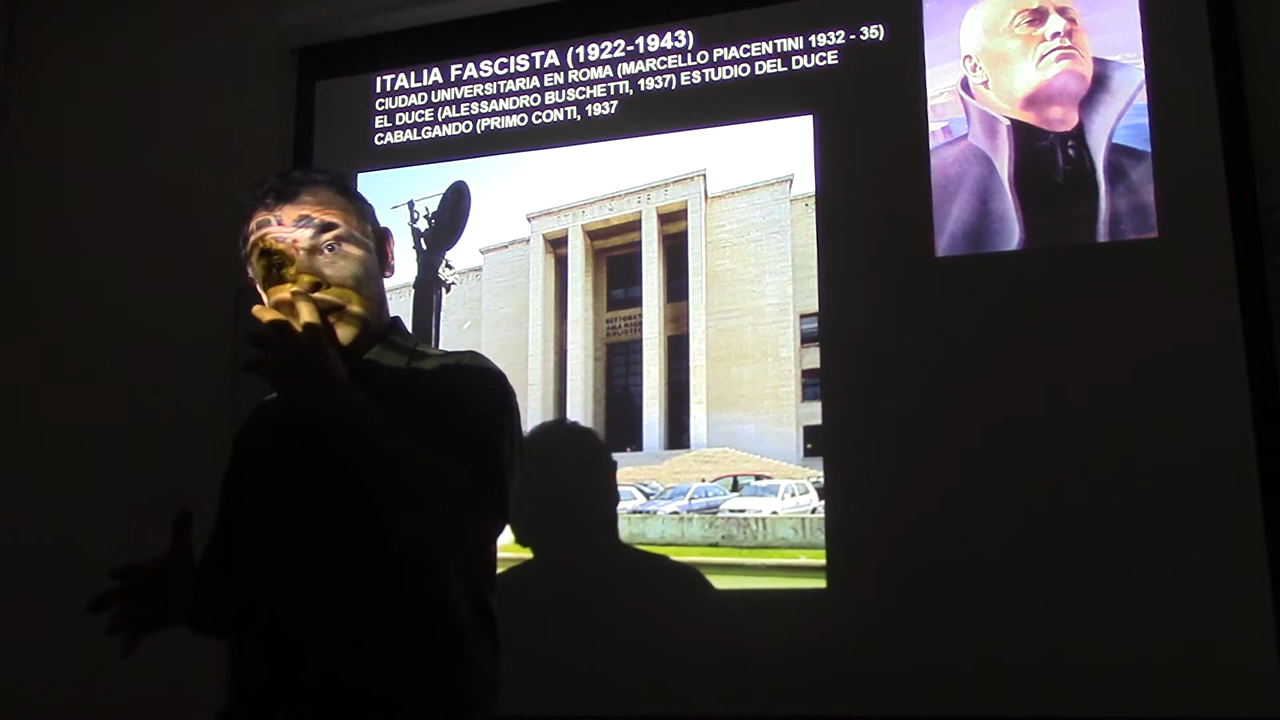 ITALIA FASCISTA (1922-1943)
CIUDAD UNIVERSITARIA EN ROMA (MARCELLO PIACENTINI 1932 - 35)
EL DUCE (ALESSANDRO BUSCHETTI, 1937) ESTUDIO DEL DUCE
CABALGANDO (PRIMO CONTI, 1937